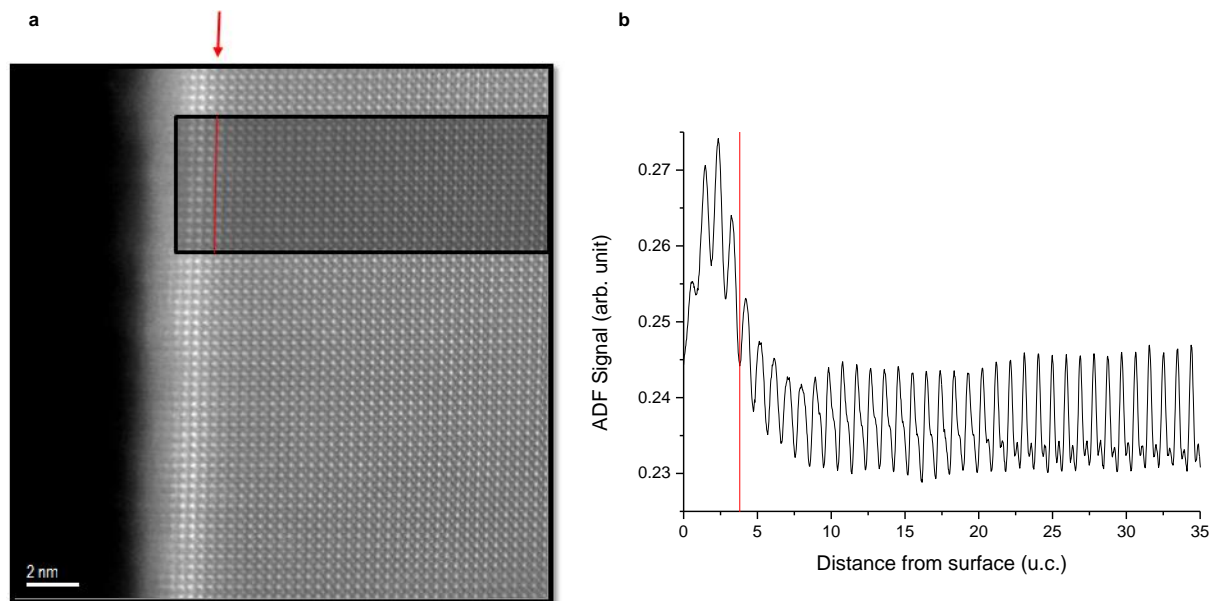 a
b
2 nm
0.27
0.26
0.25
0.24
0.23
ADF Signal (arb. unit)
0 5 10 15 20 25 30 35
Distance from surface (u.c.)